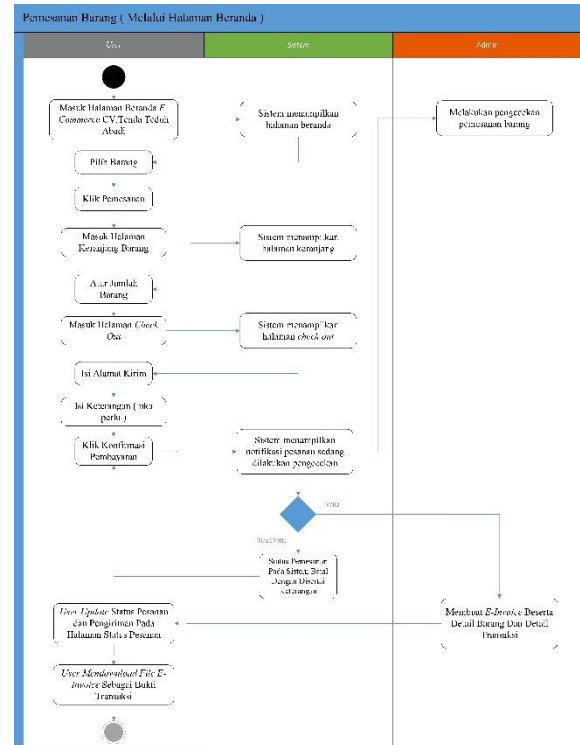 Pemesanan Barang ( Melalui Halaman Beranda )
User
Sistem
Admin
Masuk Halaman Beranda E
Commerce CV.Tenda Teduh
Abadi
Sistem menampilkan
halaman beranda
Melakukan pengecekan
pemesanan barang
Pilih Barang
Klik Pemesanan
Masuk Halaman
Keranjang Barang
Sistem menampilkan
halaman keranjang
Atur Jumlah
Barang
Masuk Halaman Check
Out
Sistem menampilkan
halaman check out
Isi Alamat Kirim
Isi Keterangan ( jika
perlu )
Klik Konfirmasi
Pembayaran
Sistem menampilkan
notifikasi pesanan sedang
dilakukan pengecekan
Valid
Tidak Valid
Status Pemesanan
Pada Sistem Batal
Dengan Disertai
keterangan
User Update Status Pesanan
dan Pengiriman Pada
Halaman Status Pesanan
Membuat E-Invoice Beserta
Detail Barang Dan Detail
Transaksi
User Mendownload File E-
Invoice Sebagai Bukti
Transaksi